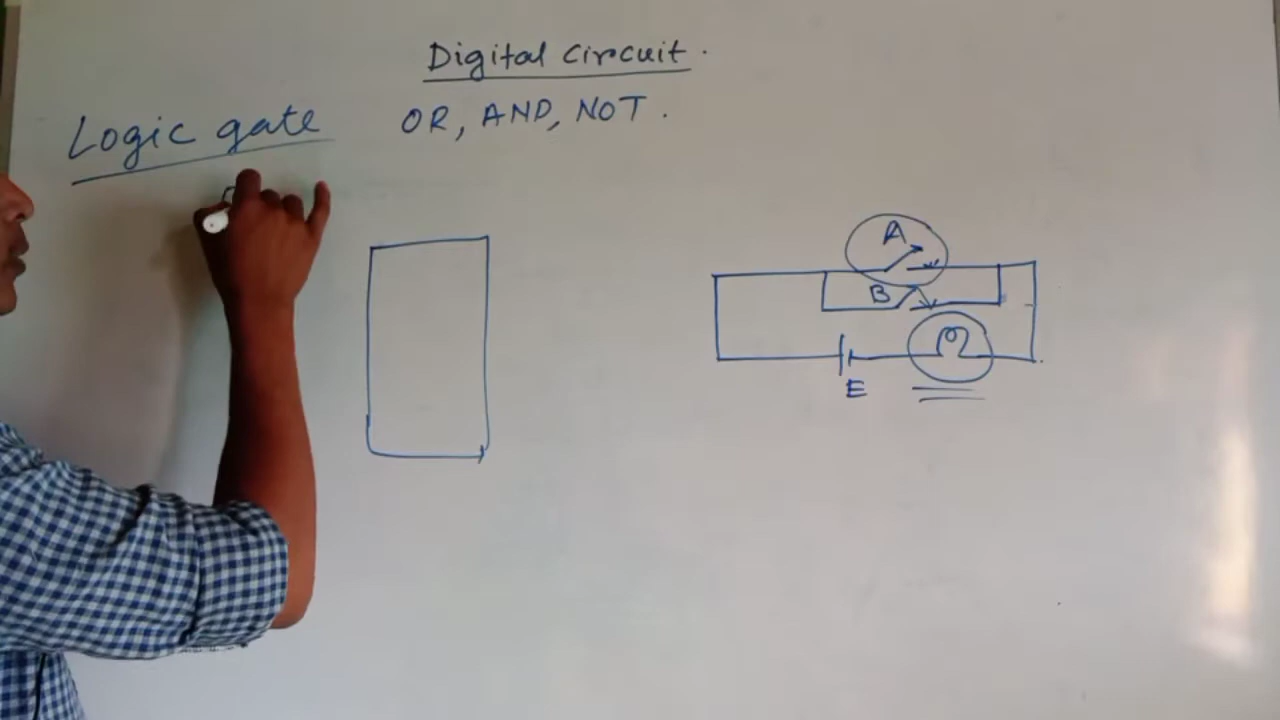 Digital Circuit.
Logic gate OR, AND, NOT.
A
B
E